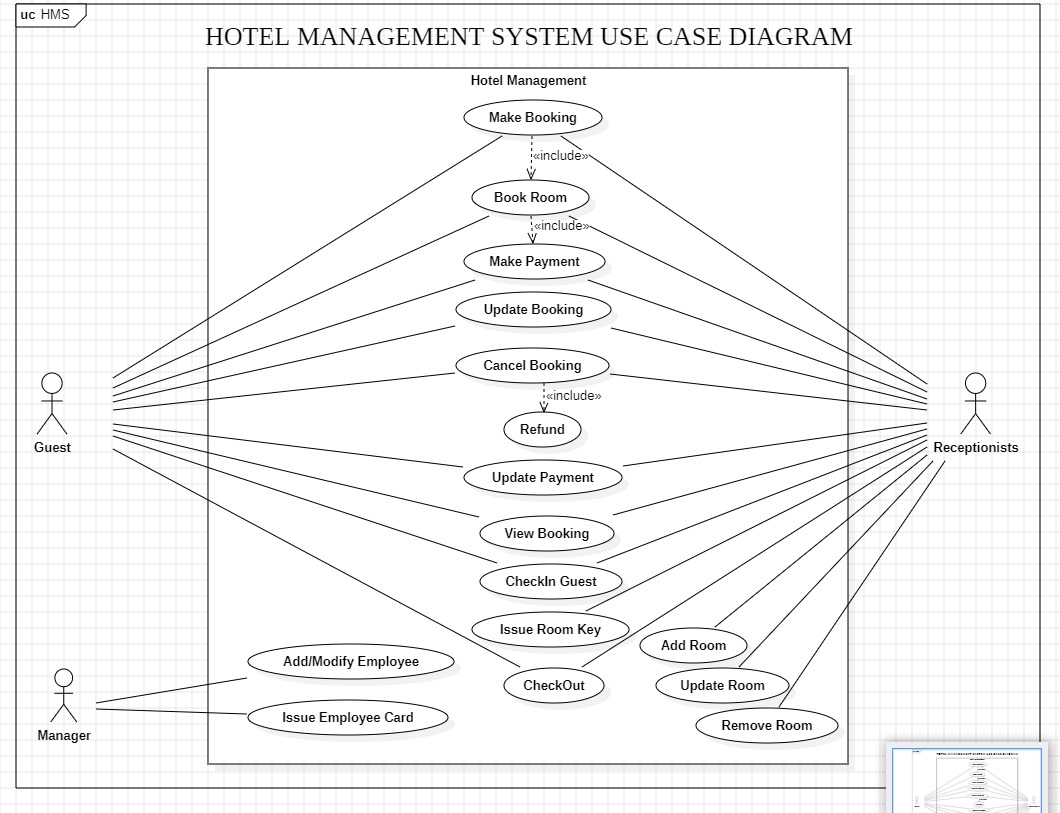 uc HMS
HOTEL MANAGEMENT SYSTEM USE CASE DIAGRAM
Hotel Management
Make Booking
«include»
Book Room
«include»
Make Payment
Update Booking
Cancel Booking
«include»
Refund
Guest
Receptionists
Update Payment
View Booking
CheckIn Guest
Issue Room Key
Add Room
Add/Modify Employee
CheckOut
Update Room
Issue Employee Card
Remove Room
Manager